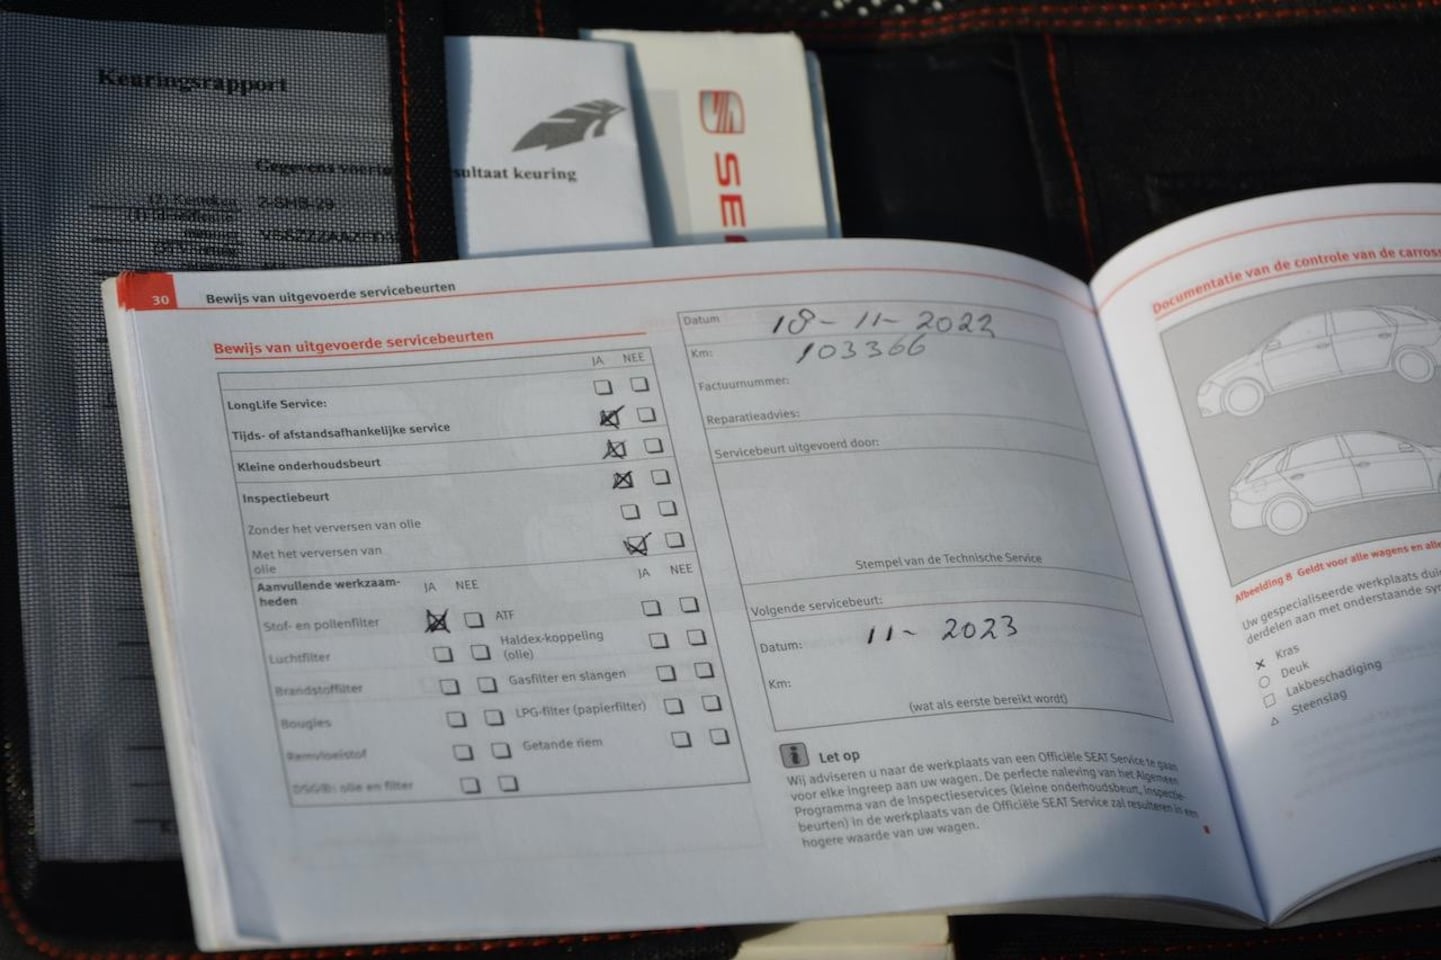 Keuringsrapport
Gegevens
2-SHB-29
sultaat keuring
SEAT
30 Bewijs van uitgevoerde servicebeurten
Bewijs van uitgevoerde servicebeurten
JA NEE
LongLife Service:
Tijds- of afstandsafhankelijke service
Kleine onderhoudsbeurt
Inspectiebeurt
Zonder het verversen van olie
Met het verversen van
olie
Aanvullende werkzaam-
heden
JA NEE
JA NEE
Stof- en pollenfilter
ATF
Luchtfilter
Haldex-koppeling
(olie)
Brandstoffilter
Gasfilter en slangen
Bougies
LPG-filter (papierfilter)
Remvloeistof
Getande riem
DSG®: olie en filter
Datum 18-11-2022
Km: 103366
Factuurnummer:
Reparatieadvies:
Servicebeurt uitgevoerd door:
Stempel van de Technische Service
Volgende servicebeurt:
Datum: 11- 2023
Km:
(wat als eerste bereikt wordt)
Let op
Wij adviseren u naar de werkplaats van een Officiële SEAT Service te gaan
voor elke ingreep aan uw wagen. De perfecte naleving van het Algemeen
Programma van de Inspectieservices (kleine onderhoudsbeurt, inspectie-
beurten) in de werkplaats van de Officiële SEAT Service zal resulteren in een
hogere waarde van uw wagen.
Documentatie van de controle van de carross
Afbeelding 8 Geldt voor alle wagens en alle
Uw gespecialiseerde werkplaats dui
derdelen aan met onderstaande sy
Kras
Deuk
Lakbeschadiging
Steenslag